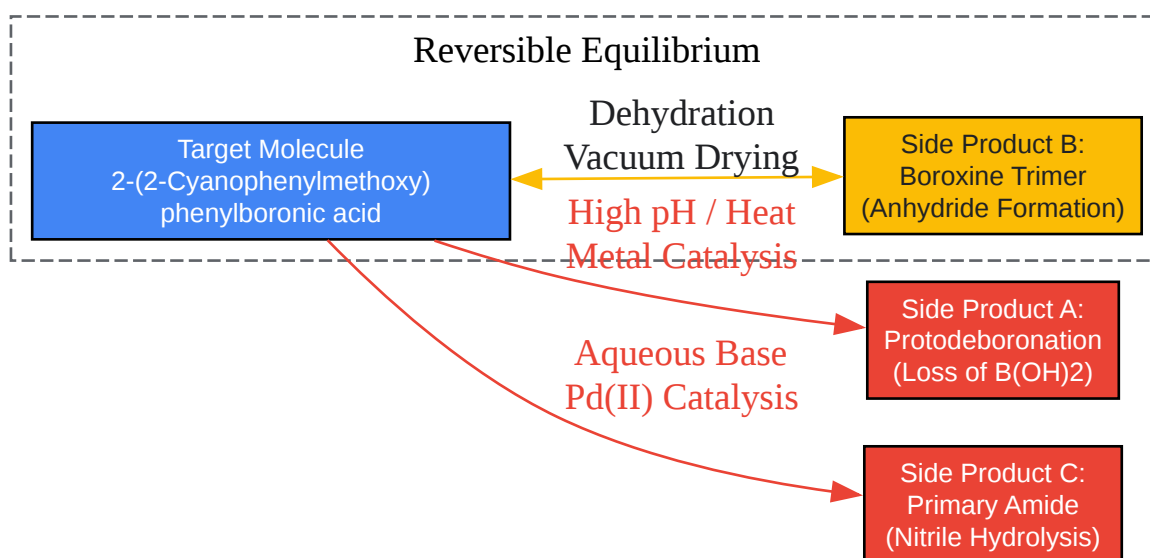 Reversible Equilibrium
Target Molecule
2-(2-Cyanophenylmethoxy)
phenylboronic acid
Dehydration
Vacuum Drying
Side Product B:
Boroxine Trimer
(Anhydride Formation)
High pH / Heat
Metal Catalysis
Side Product A:
Protodeboronation
(Loss of B(OH)2)
Aqueous Base
Pd(II) Catalysis
Side Product C:
Primary Amide
(Nitrile Hydrolysis)